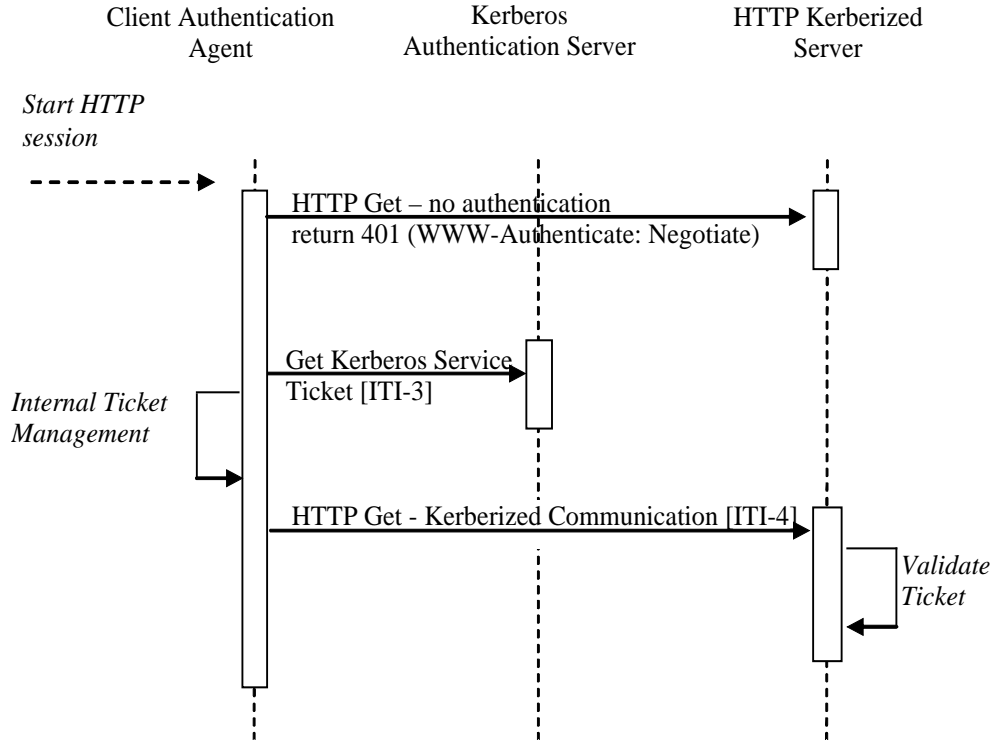 Client Authentication
Agent
Kerberos
Authentication Server
HTTP Kerberized
Server
Start HTTP
session
HTTP Get – no authentication
return 401 (WWW-Authenticate: Negotiate)
Get Kerberos Service
Ticket [ITI-3]
Internal Ticket
Management
HTTP Get - Kerberized Communication [ITI-4]
Validate
Ticket